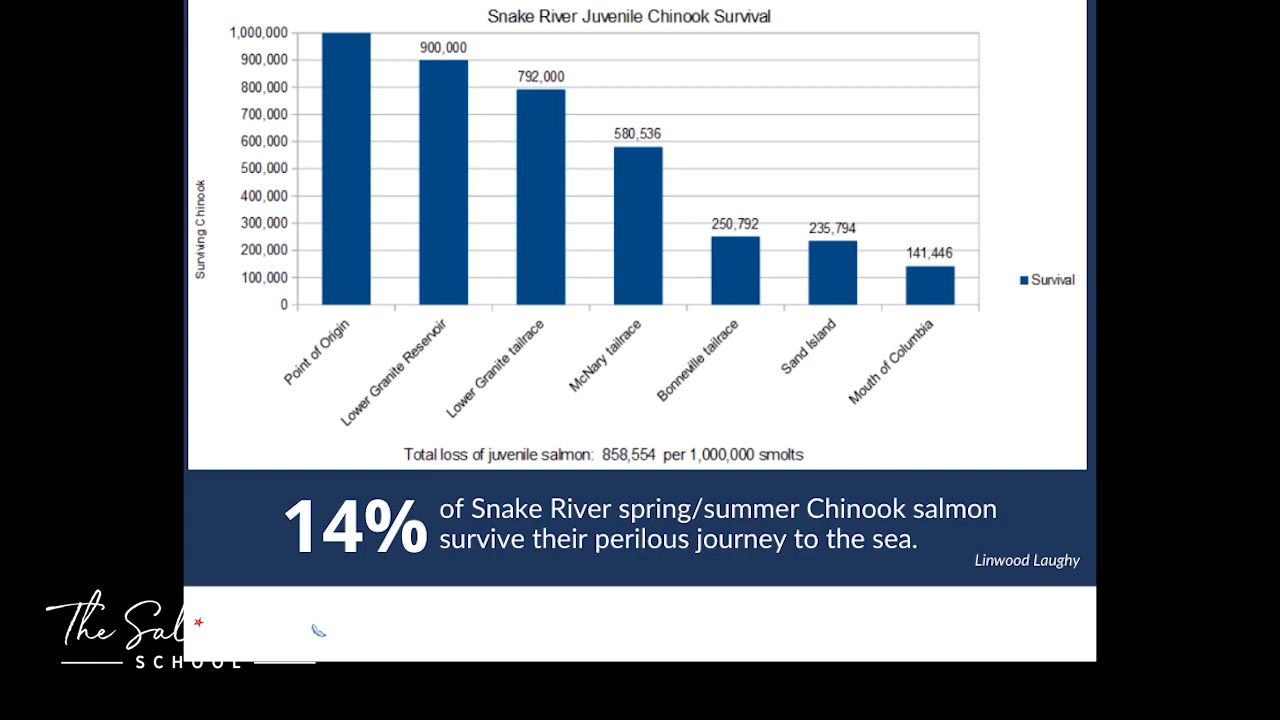 Snake River Juvenile Chinook Survival
1,000,000
900,000
800,000
700,000
600,000
500,000
400,000
300,000
200,000
100,000
0
Surviving Chinook
900,000
792,000
580,536
250,792
235,794
141,446
Survival
Point of Origin
Lower Granite Reservoir
Lower Granite tailrace
McNary tailrace
Bonneville tailrace
Sand Island
Mouth of Columbia
Total loss of juvenile salmon: 858,554 per 1,000,000 smolts
14% of Snake River spring/summer Chinook salmon
survive their perilous journey to the sea.
Linwood Laughy
The Sal
SCHOOL